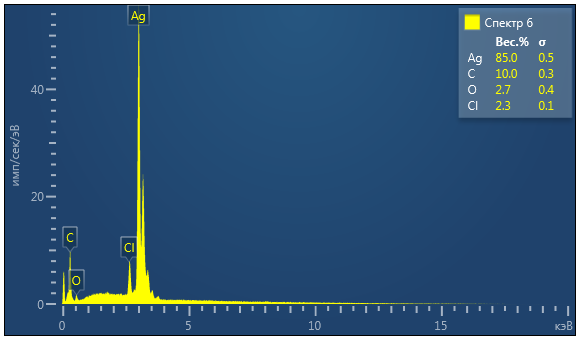 Ag
Спектр 6
Вес.% σ
Ag 85.0 0.5
C 10.0 0.3
O 2.7 0.4
Cl 2.3 0.1
имп/сек/эВ
40
20
0
C
O
Cl
0 5 10 15 кэВ